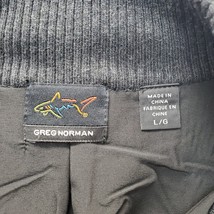 GREG NORMAN
MADE IN
CHINA
FABRIQUÉ EN
CHINE
L/G